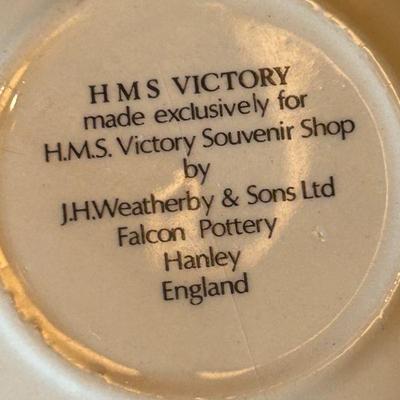 H M S VICTORY
made exclusively for
H.M.S. Victory Souvenir Shop
by
J.H.Weatherby & Sons Ltd
Falcon Pottery
Hanley
England